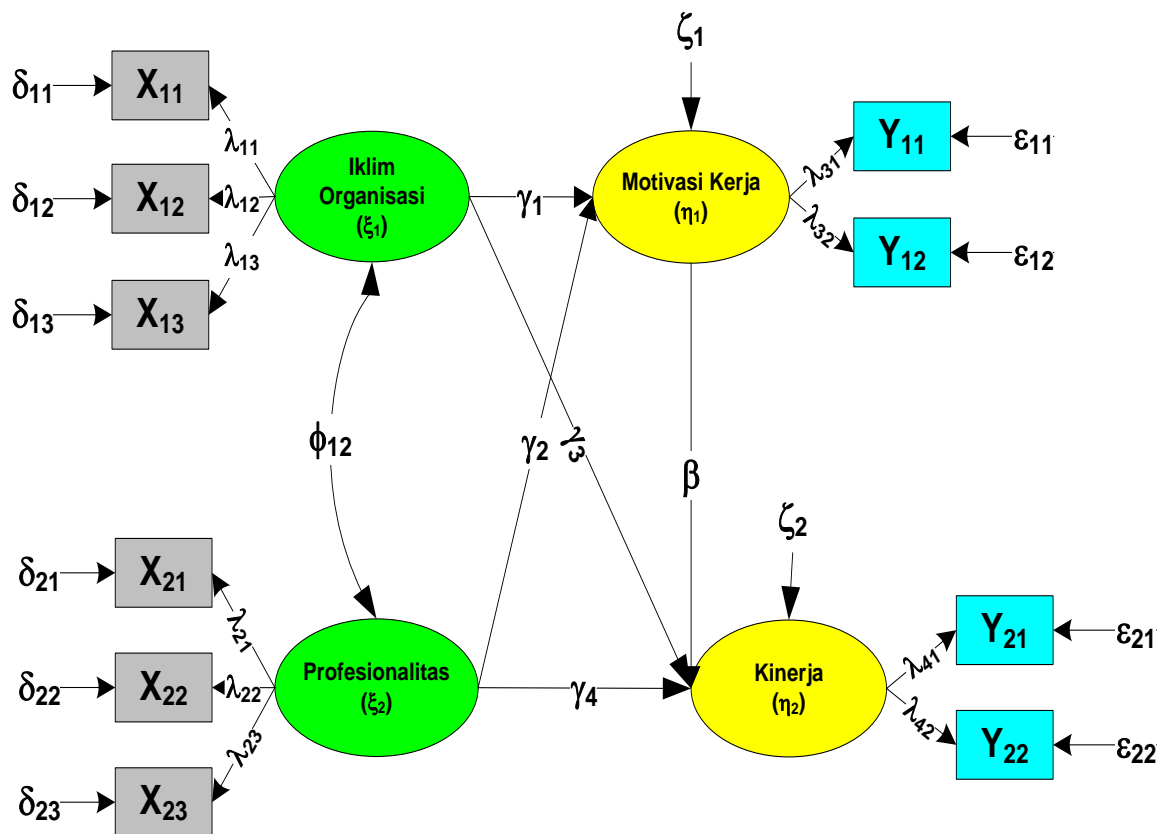 ζ1
δ11
X11
λ11
Y11
ε11
λ31
Iklim
Organisasi
(ξ1)
δ12
X12
λ12
γ1
Motivasi Kerja
(η1)
λ32
Y12
ε12
λ13
δ13
X13
ϕ12
γ2
γ3
β
ζ2
δ21
X21
λ21
Y21
ε21
λ41
Profesionalitas
(ξ2)
δ22
X22
λ22
γ4
Kinerja
(η2)
λ42
Y22
ε22
λ23
δ23
X23